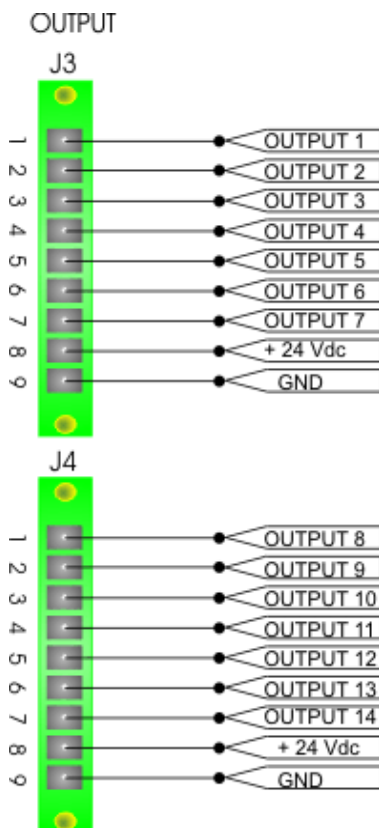 OUTPUT
J3
1 OUTPUT 1
2 OUTPUT 2
3 OUTPUT 3
4 OUTPUT 4
5 OUTPUT 5
6 OUTPUT 6
7 OUTPUT 7
8 + 24 Vdc
9 GND
J4
1 OUTPUT 8
2 OUTPUT 9
3 OUTPUT 10
4 OUTPUT 11
5 OUTPUT 12
6 OUTPUT 13
7 OUTPUT 14
8 + 24 Vdc
9 GND